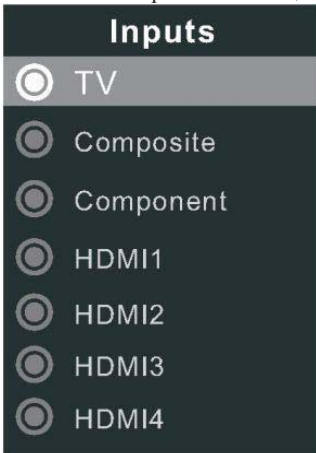 Inputs
TV
Composite
Component
HDMI1
HDMI2
HDMI3
HDMI4